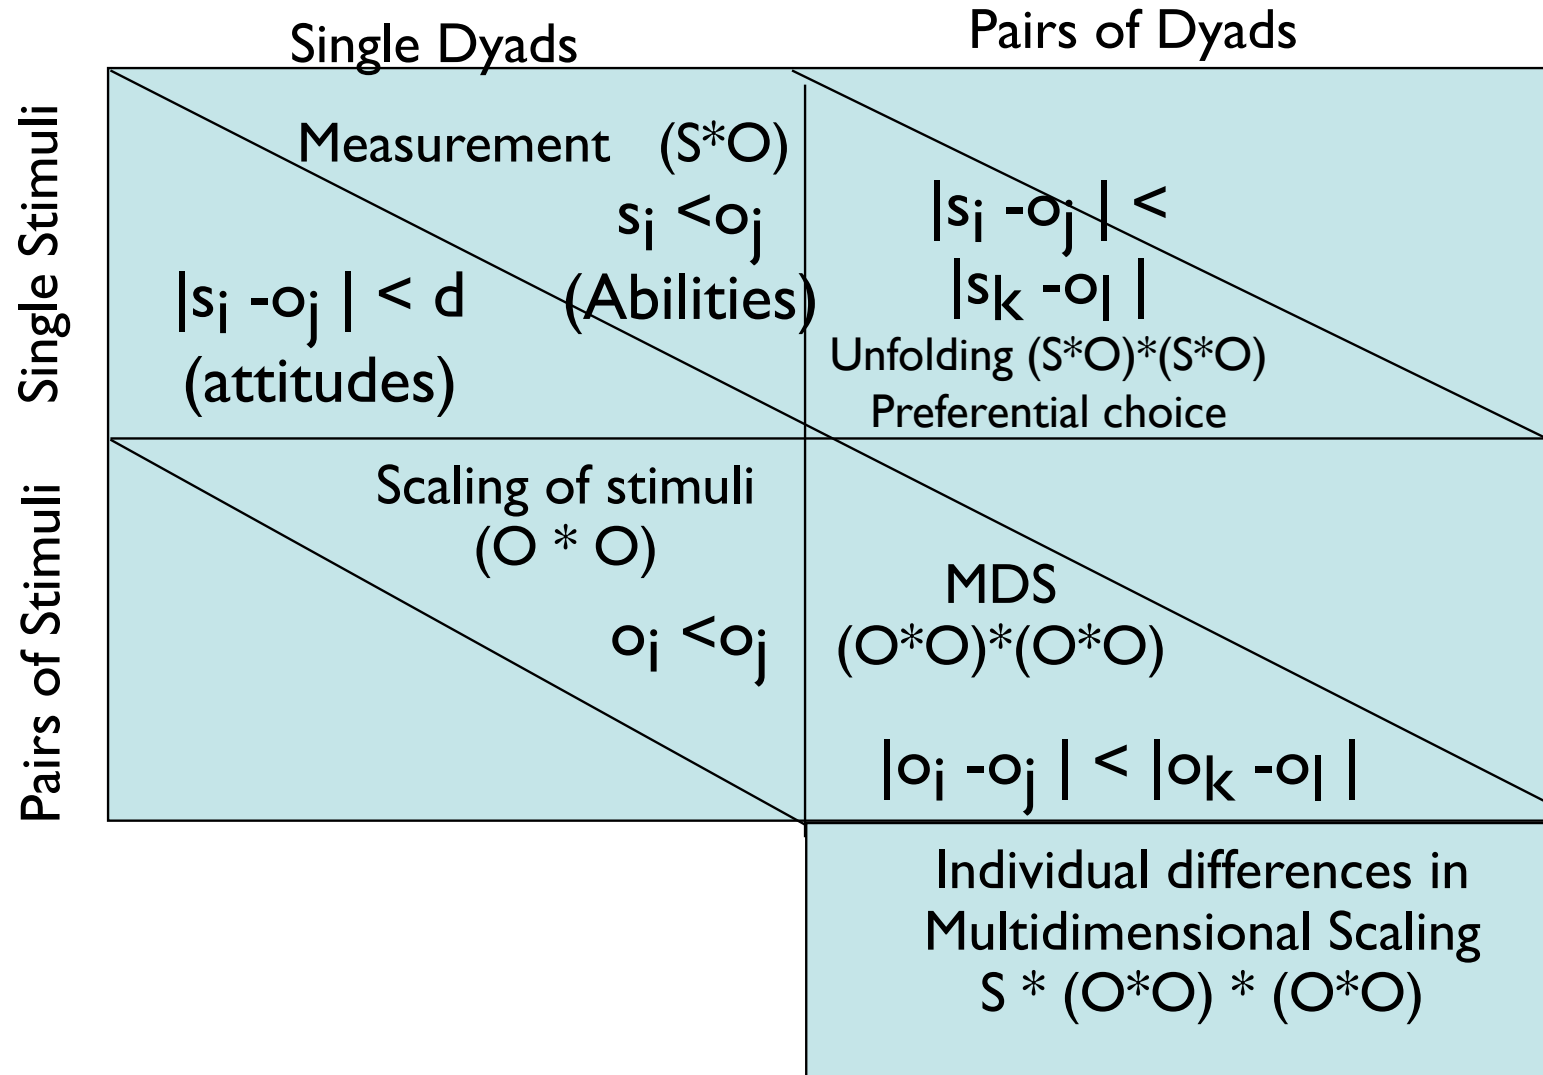 Single Dyads
Pairs of Dyads
Single Stimuli
Measurement (S*O)
si <oj
(Abilities)
|si -oj | < d
(attitudes)
|si -oj | <
|sk -ol |
Unfolding (S*O)*(S*O)
Preferential choice
Pairs of Stimuli
Scaling of stimuli
(O * O)
oi <oj
MDS
(O*O)*(O*O)
|oi -oj | < |ok -ol |
Individual differences in
Multidimensional Scaling
S * (O*O) * (O*O)